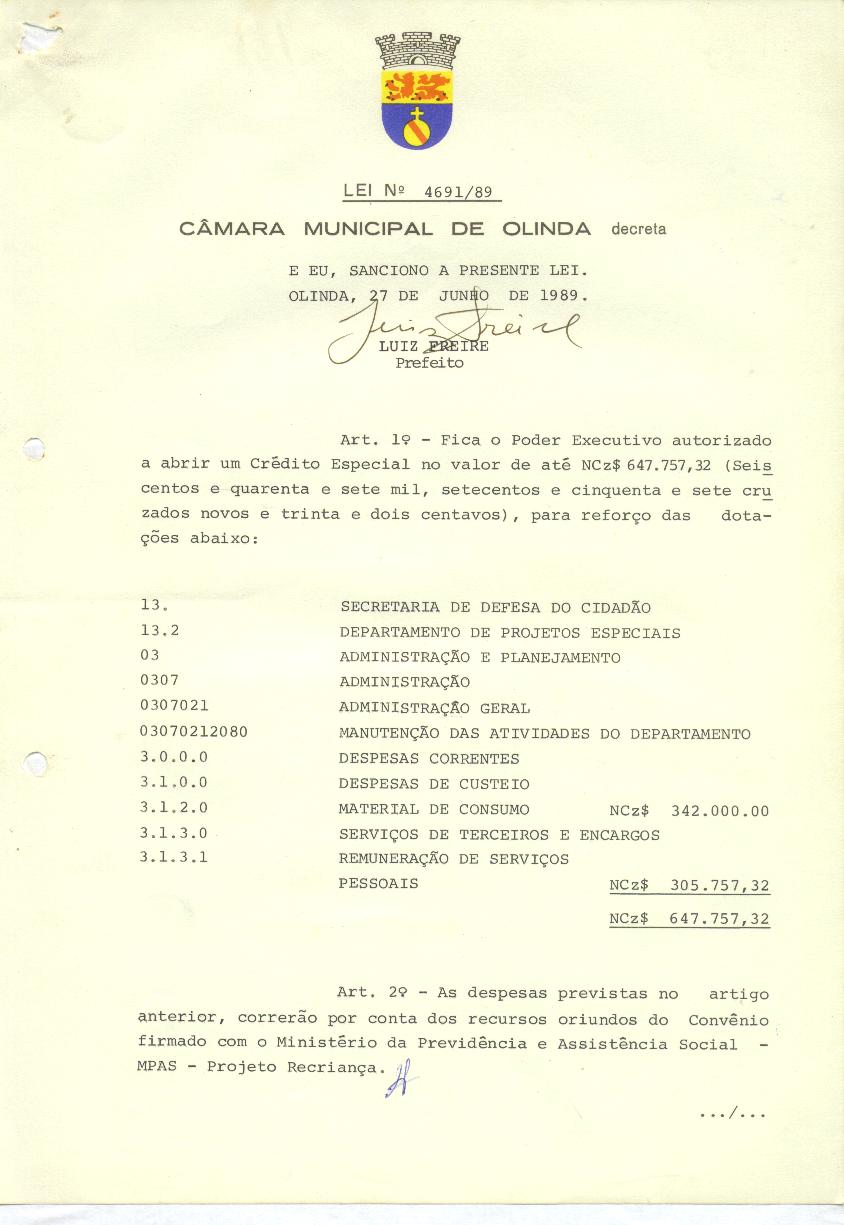 LEI Nº 4691/89
CÂMARA MUNICIPAL DE OLINDA decreta
E EU, SANCIONO A PRESENTE LEI.
OLINDA, 27 DE JUNHO DE 1989.
Luiz Freire
LUIZ FREIRE
Prefeito
Art. 1º - Fica o Poder Executivo autorizado
a abrir um Crédito Especial no valor de até NCz$ 647.757,32 (Seis
centos e quarenta e sete mil, setecentos e cinquenta e sete cru
zados novos e trinta e dois centavos), para reforço das dota-
ções abaixo:
13. SECRETARIA DE DEFESA DO CIDADÃO
13.2 DEPARTAMENTO DE PROJETOS ESPECIAIS
03 ADMINISTRAÇÃO E PLANEJAMENTO
0307 ADMINISTRAÇÃO
0307021 ADMINISTRAÇÃO GERAL
03070212080 MANUTENÇÃO DAS ATIVIDADES DO DEPARTAMENTO
3.0.0.0 DESPESAS CORRENTES
3.1.0.0 DESPESAS DE CUSTEIO
3.1.2.0 MATERIAL DE CONSUMO NCz$ 342.000.00
3.1.3.0 SERVIÇOS DE TERCEIROS E ENCARGOS
3.1.3.1 REMUNERAÇÃO DE SERVIÇOS
PESSOAIS NCz$ 305.757,32
NCz$ 647.757,32
Art. 2º - As despesas previstas no artigo
anterior, correrão por conta dos recursos oriundos do Convênio
firmado com o Ministério da Previdência e Assistência Social -
MPAS - Projeto Recriança.
.../...